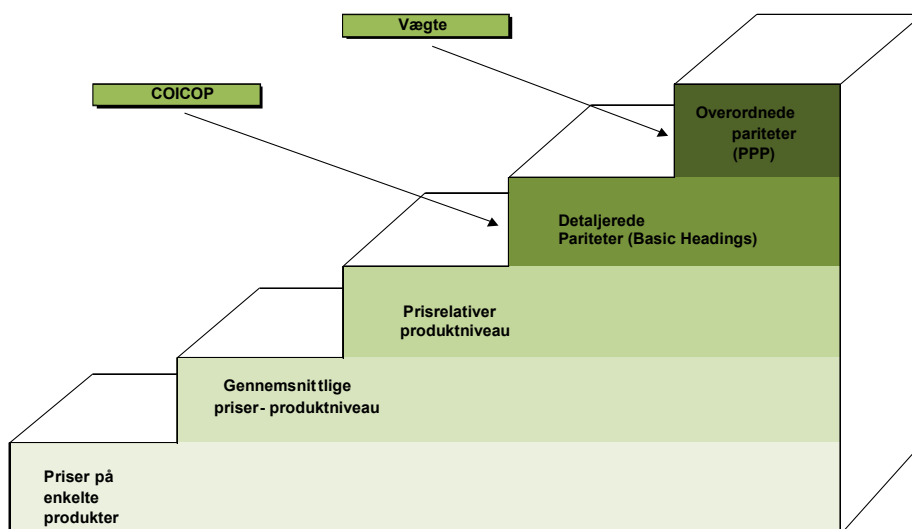 Vægte
COICOP
Overordnede
pariteter
(PPP)
Detaljerede
Pariteter (Basic Headings)
Prisrelativer
produktniveau
Gennemsnitlige
priser- produktniveau
Priser på
enkelte
produkter